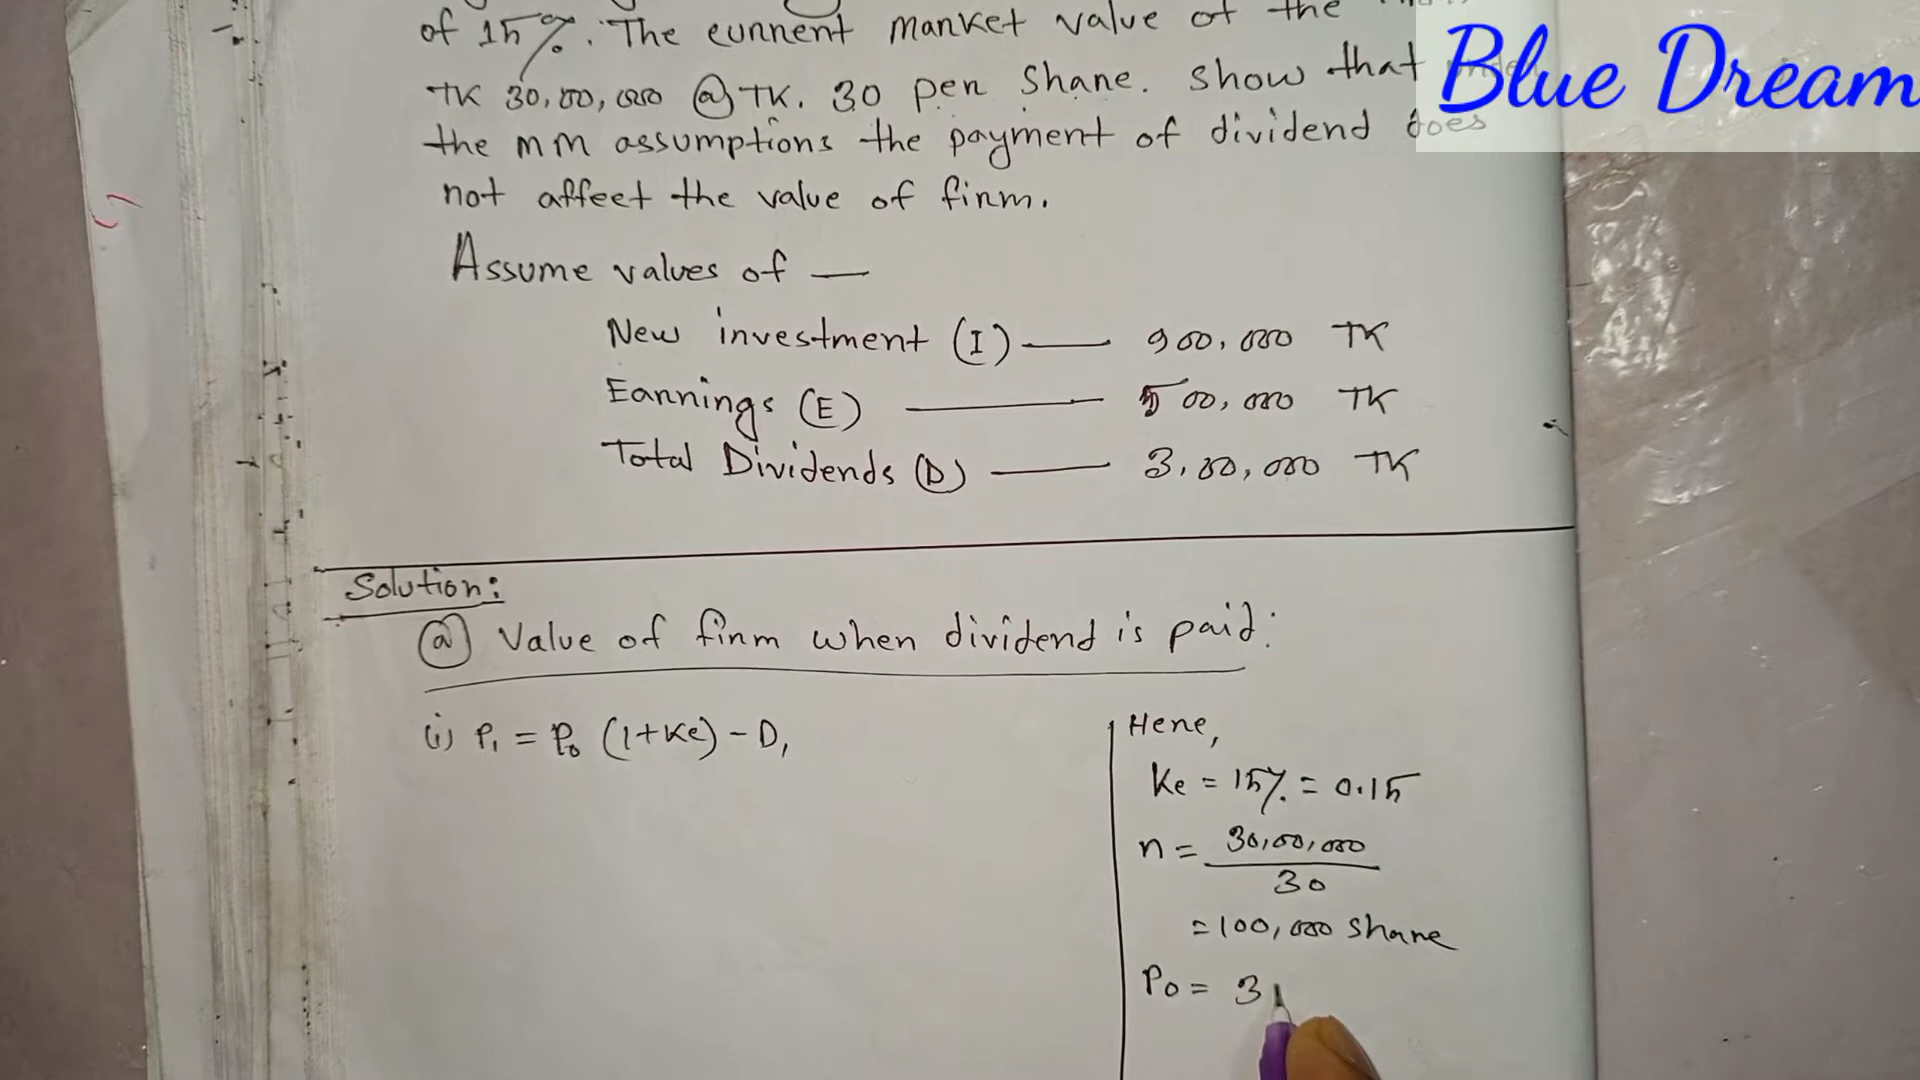 of 15%. The current market value of the
TK 30,00,000 @ TK. 30 per share. show that
the MM assumptions the payment of dividend does
not affect the value of firm.
Assume values of —
New investment (I) — 900,000 TK
Earnings (E) — 500,000 TK
Total Dividends (D) — 3,00,000 TK
Solution:
(a) Value of firm when dividend is paid:
(i) P₁ = P₀ (1+Ke) - D₁
Here,
Ke = 15% = 0.15
n = 30,00,000
30
= 100,000 share
P₀ = 3
Blue Dream